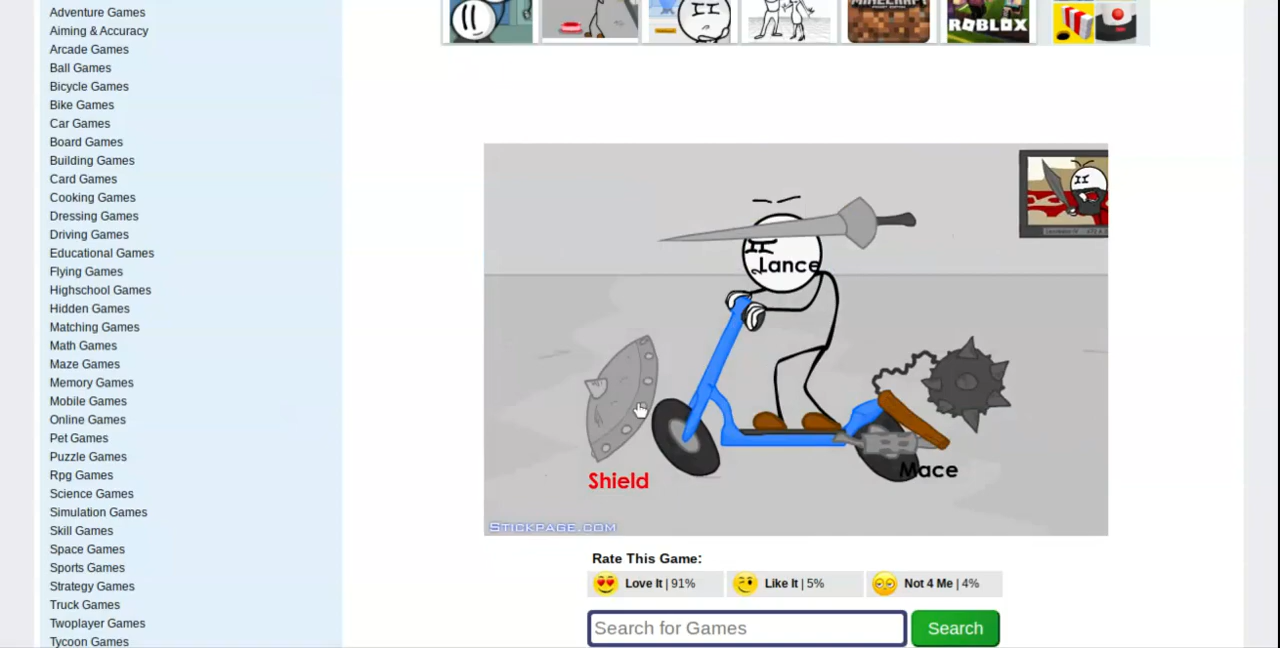 Adventure Games
Aiming & Accuracy
Arcade Games
Ball Games
Bicycle Games
Bike Games
Car Games
Board Games
Building Games
Card Games
Cooking Games
Dressing Games
Driving Games
Educational Games
Flying Games
Highschool Games
Hidden Games
Matching Games
Math Games
Maze Games
Memory Games
Mobile Games
Online Games
Pet Games
Puzzle Games
Rpg Games
Science Games
Simulation Games
Skill Games
Space Games
Sports Games
Strategy Games
Truck Games
Twoplayer Games
Tycoon Games
MINECRAFT
ROBLOX
Lance
Mace
Shield
STICKPAGE.COM
Rate This Game:
Love It | 91%
Like It | 5%
Not 4 Me | 4%
Search for Games
Search